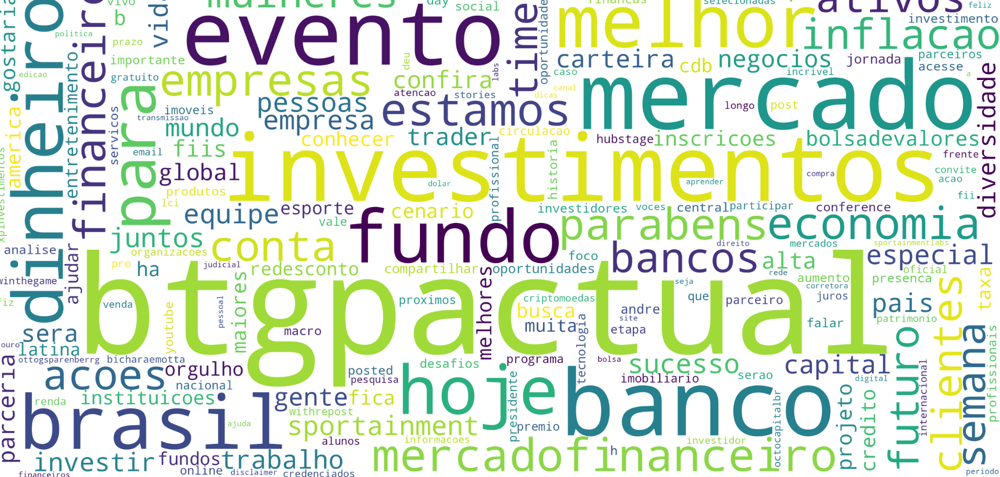 vivo
mulheres
day
social
financas
selecionadas
ativos
feliz
gostaria
dinheiro
politica
financeiro
b
vida
evento
time
oportunidade
melhor
investimento
inflacao
prazo
importante
edicao
entretenimento
gratuito
empresas
deu
confira
labs
carteira
cdb
negocios
jornada
parceiros
acesse
caso
incrivel
a
mercado
diversidade
america
servicos
para
imoveis
transmissao
pessoas
empresa
atencao
stories
estamos
canal
dicas
longo
post
mundo
email
fiis
conhecer
trader
circulacao
hubstage
inscricoes
bolsadevalores
frente
xpinvestimentos
global
investimentos
profissional
historia
compra
convite
acao
produtos
lci
dolar
aprender
fii
equipe
esporte
vale
cenario
fundo
investidores
voces
central
participar
conference
parabens
economia
juntos
conta
analise
ajudar
organizacoes
direito
mercados
sportainmentlabs
bancos
foco
alta
especial
pro
ha
judicial
redesconto
compartilhar
oportunidades
melhores
rede
aumento
oficial
presenca
taxa
winthegame
btgpactual
maiores
seja
corretora
juros
fiz
venda
pessoal
proximos
criptomoedas
que
parceiro
pais
clientes
youtube
busca
andre
site
falar
patrimonio
sera
macro
muita
tecnologia
etapa
futuro
semana
profissionais
ouro
latina
ottogsparenberrg
bicharaemotta
parceria
acoes
orgulho
posted
pesquisa
desafios
programa
bolsa
sucesso
capital
internacional
nacional
hoje
presidente
imobiliario
serao
digital
instituicoes
gente
fica
banco
renda
brasil
withrepost
octocapitalbr
projeto
credito
ajuda
sportainment
premio
alunos
informacoes
investidor
h
mercadofinanceiro
investir
fundos
trabalho
financeiros
online
disclaimer
credenciados
periodo